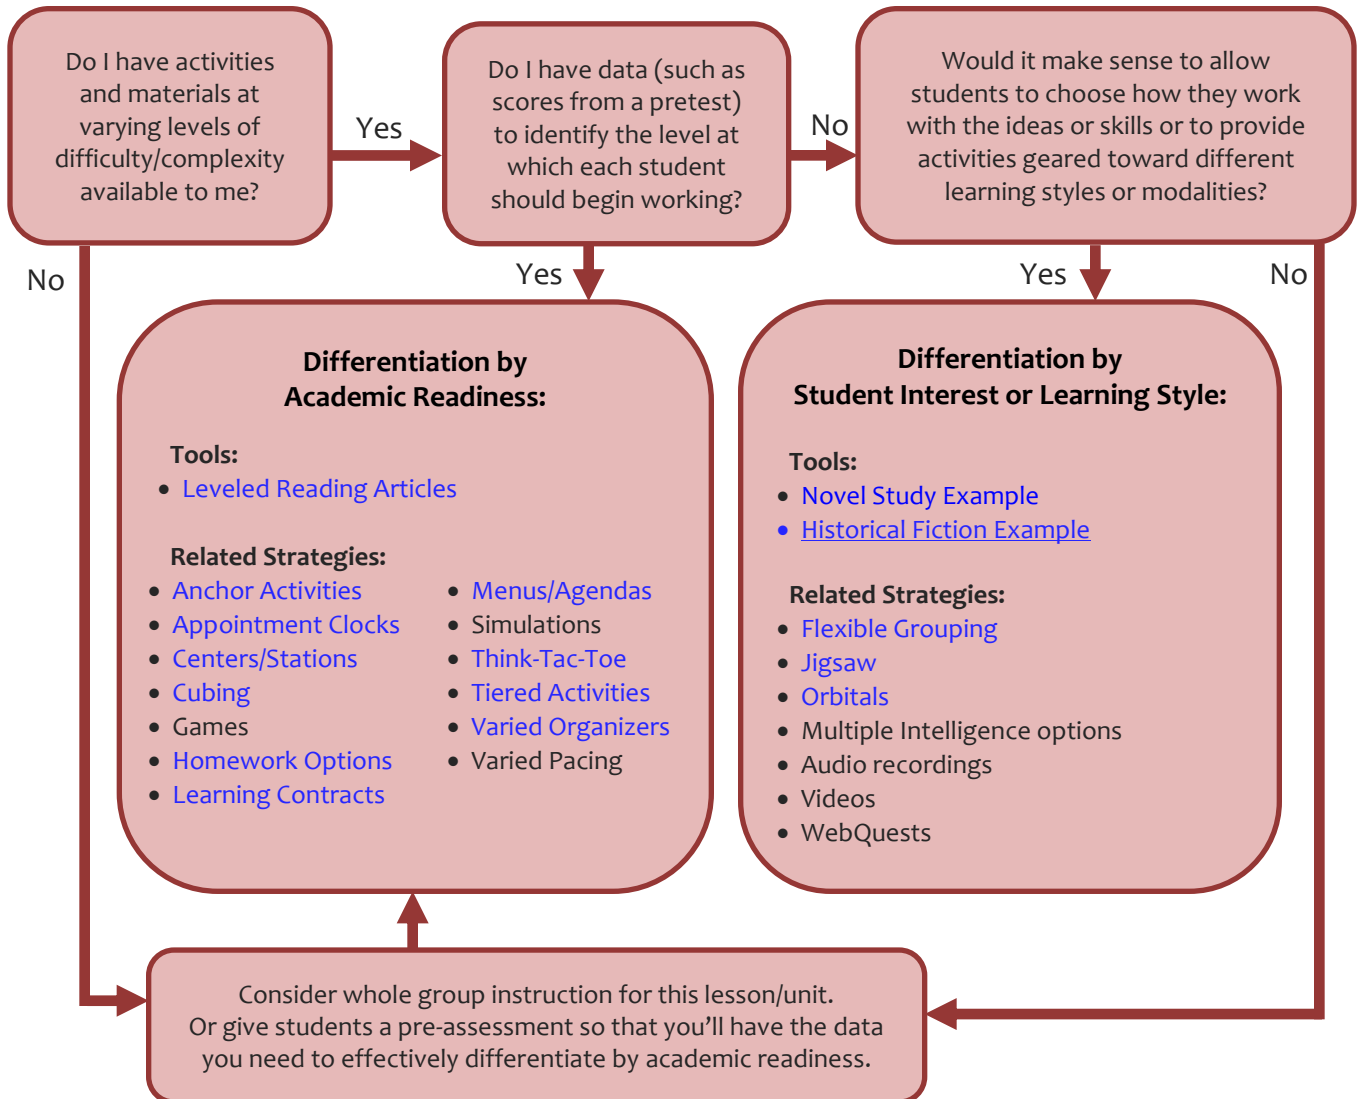 Do I have activities
and materials at
varying levels of
difficulty/complexity
available to me?
Yes
Do I have data (such as
scores from a pretest)
to identify the level at
which each student
should begin working?
No
Would it make sense to allow
students to choose how they work
with the ideas or skills or to provide
activities geared toward different
learning styles or modalities?
No
Yes
Yes
No
Differentiation by
Academic Readiness:
Tools:
• Leveled Reading Articles
Related Strategies:
• Anchor Activities
• Appointment Clocks
• Centers/Stations
• Cubing
• Games
• Homework Options
• Learning Contracts
• Menus/Agendas
• Simulations
• Think-Tac-Toe
• Tiered Activities
• Varied Organizers
• Varied Pacing
Differentiation by
Student Interest or Learning Style:
Tools:
• Novel Study Example
• Historical Fiction Example
Related Strategies:
• Flexible Grouping
• Jigsaw
• Orbitals
• Multiple Intelligence options
• Audio recordings
• Videos
• WebQuests
Consider whole group instruction for this lesson/unit.
Or give students a pre-assessment so that you'll have the data
you need to effectively differentiate by academic readiness.